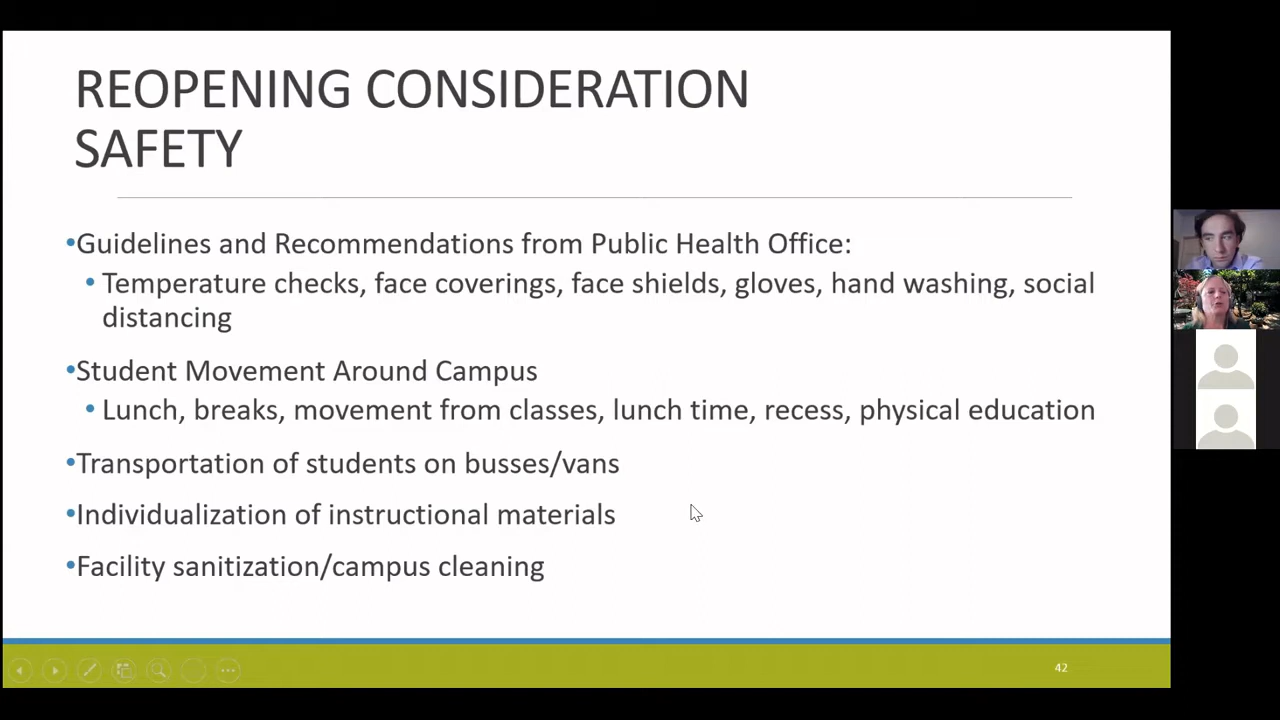 REOPENING CONSIDERATION
SAFETY
•Guidelines and Recommendations from Public Health Office:
• Temperature checks, face coverings, face shields, gloves, hand washing, social
distancing
•Student Movement Around Campus
• Lunch, breaks, movement from classes, lunch time, recess, physical education
•Transportation of students on busses/vans
•Individualization of instructional materials
•Facility sanitization/campus cleaning
42